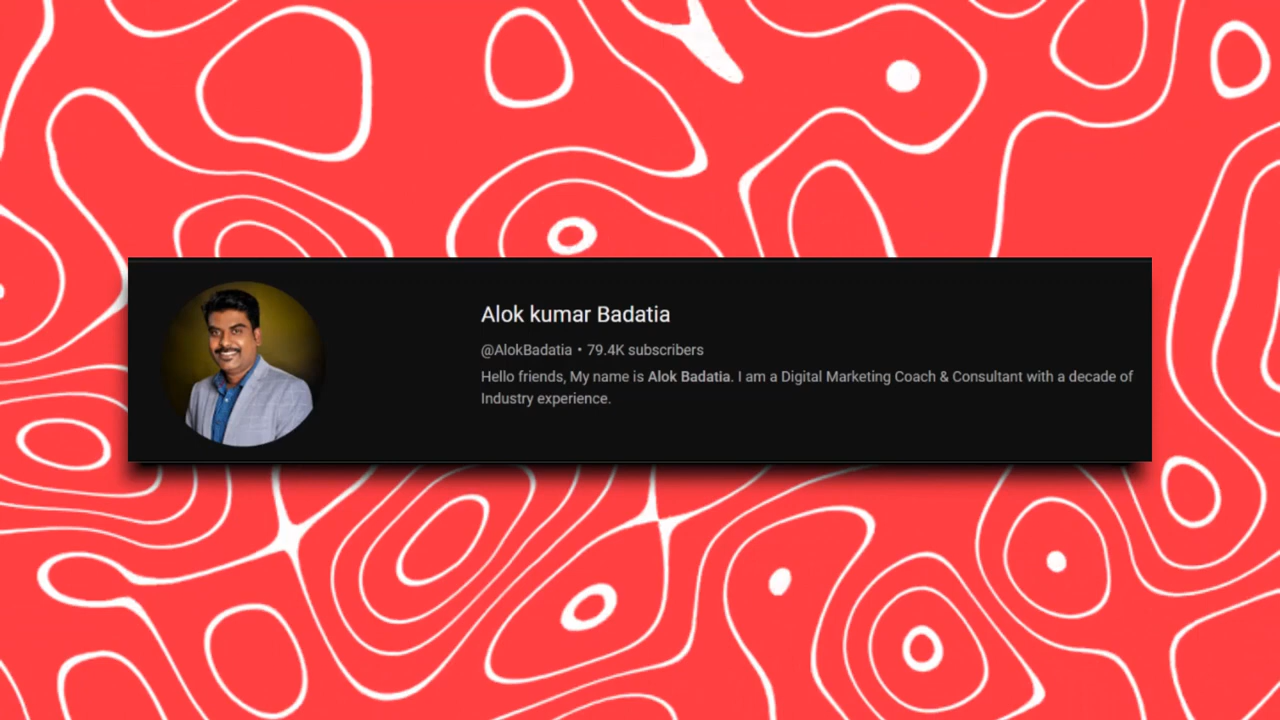 Alok kumar Badatia
@AlokBadatia • 79.4K subscribers
Hello friends, My name is Alok Badatia. I am a Digital Marketing Coach & Consultant with a decade of
Industry experience.